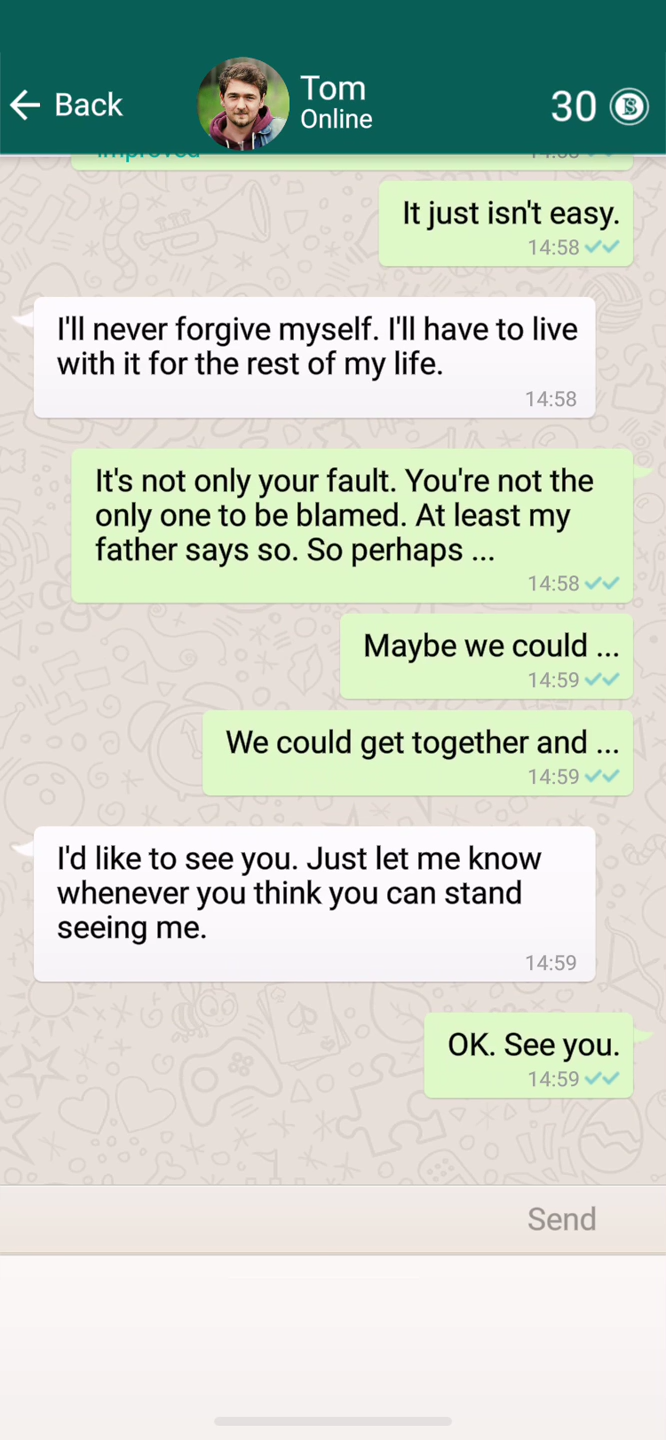 Back
Tom
Online
30
improved
It just isn't easy.
14:58
I'll never forgive myself. I'll have to live
with it for the rest of my life.
14:58
It's not only your fault. You're not the
only one to be blamed. At least my
father says so. So perhaps ...
14:58
Maybe we could ...
14:59
We could get together and ...
14:59
I'd like to see you. Just let me know
whenever you think you can stand
seeing me.
14:59
OK. See you.
14:59
Send